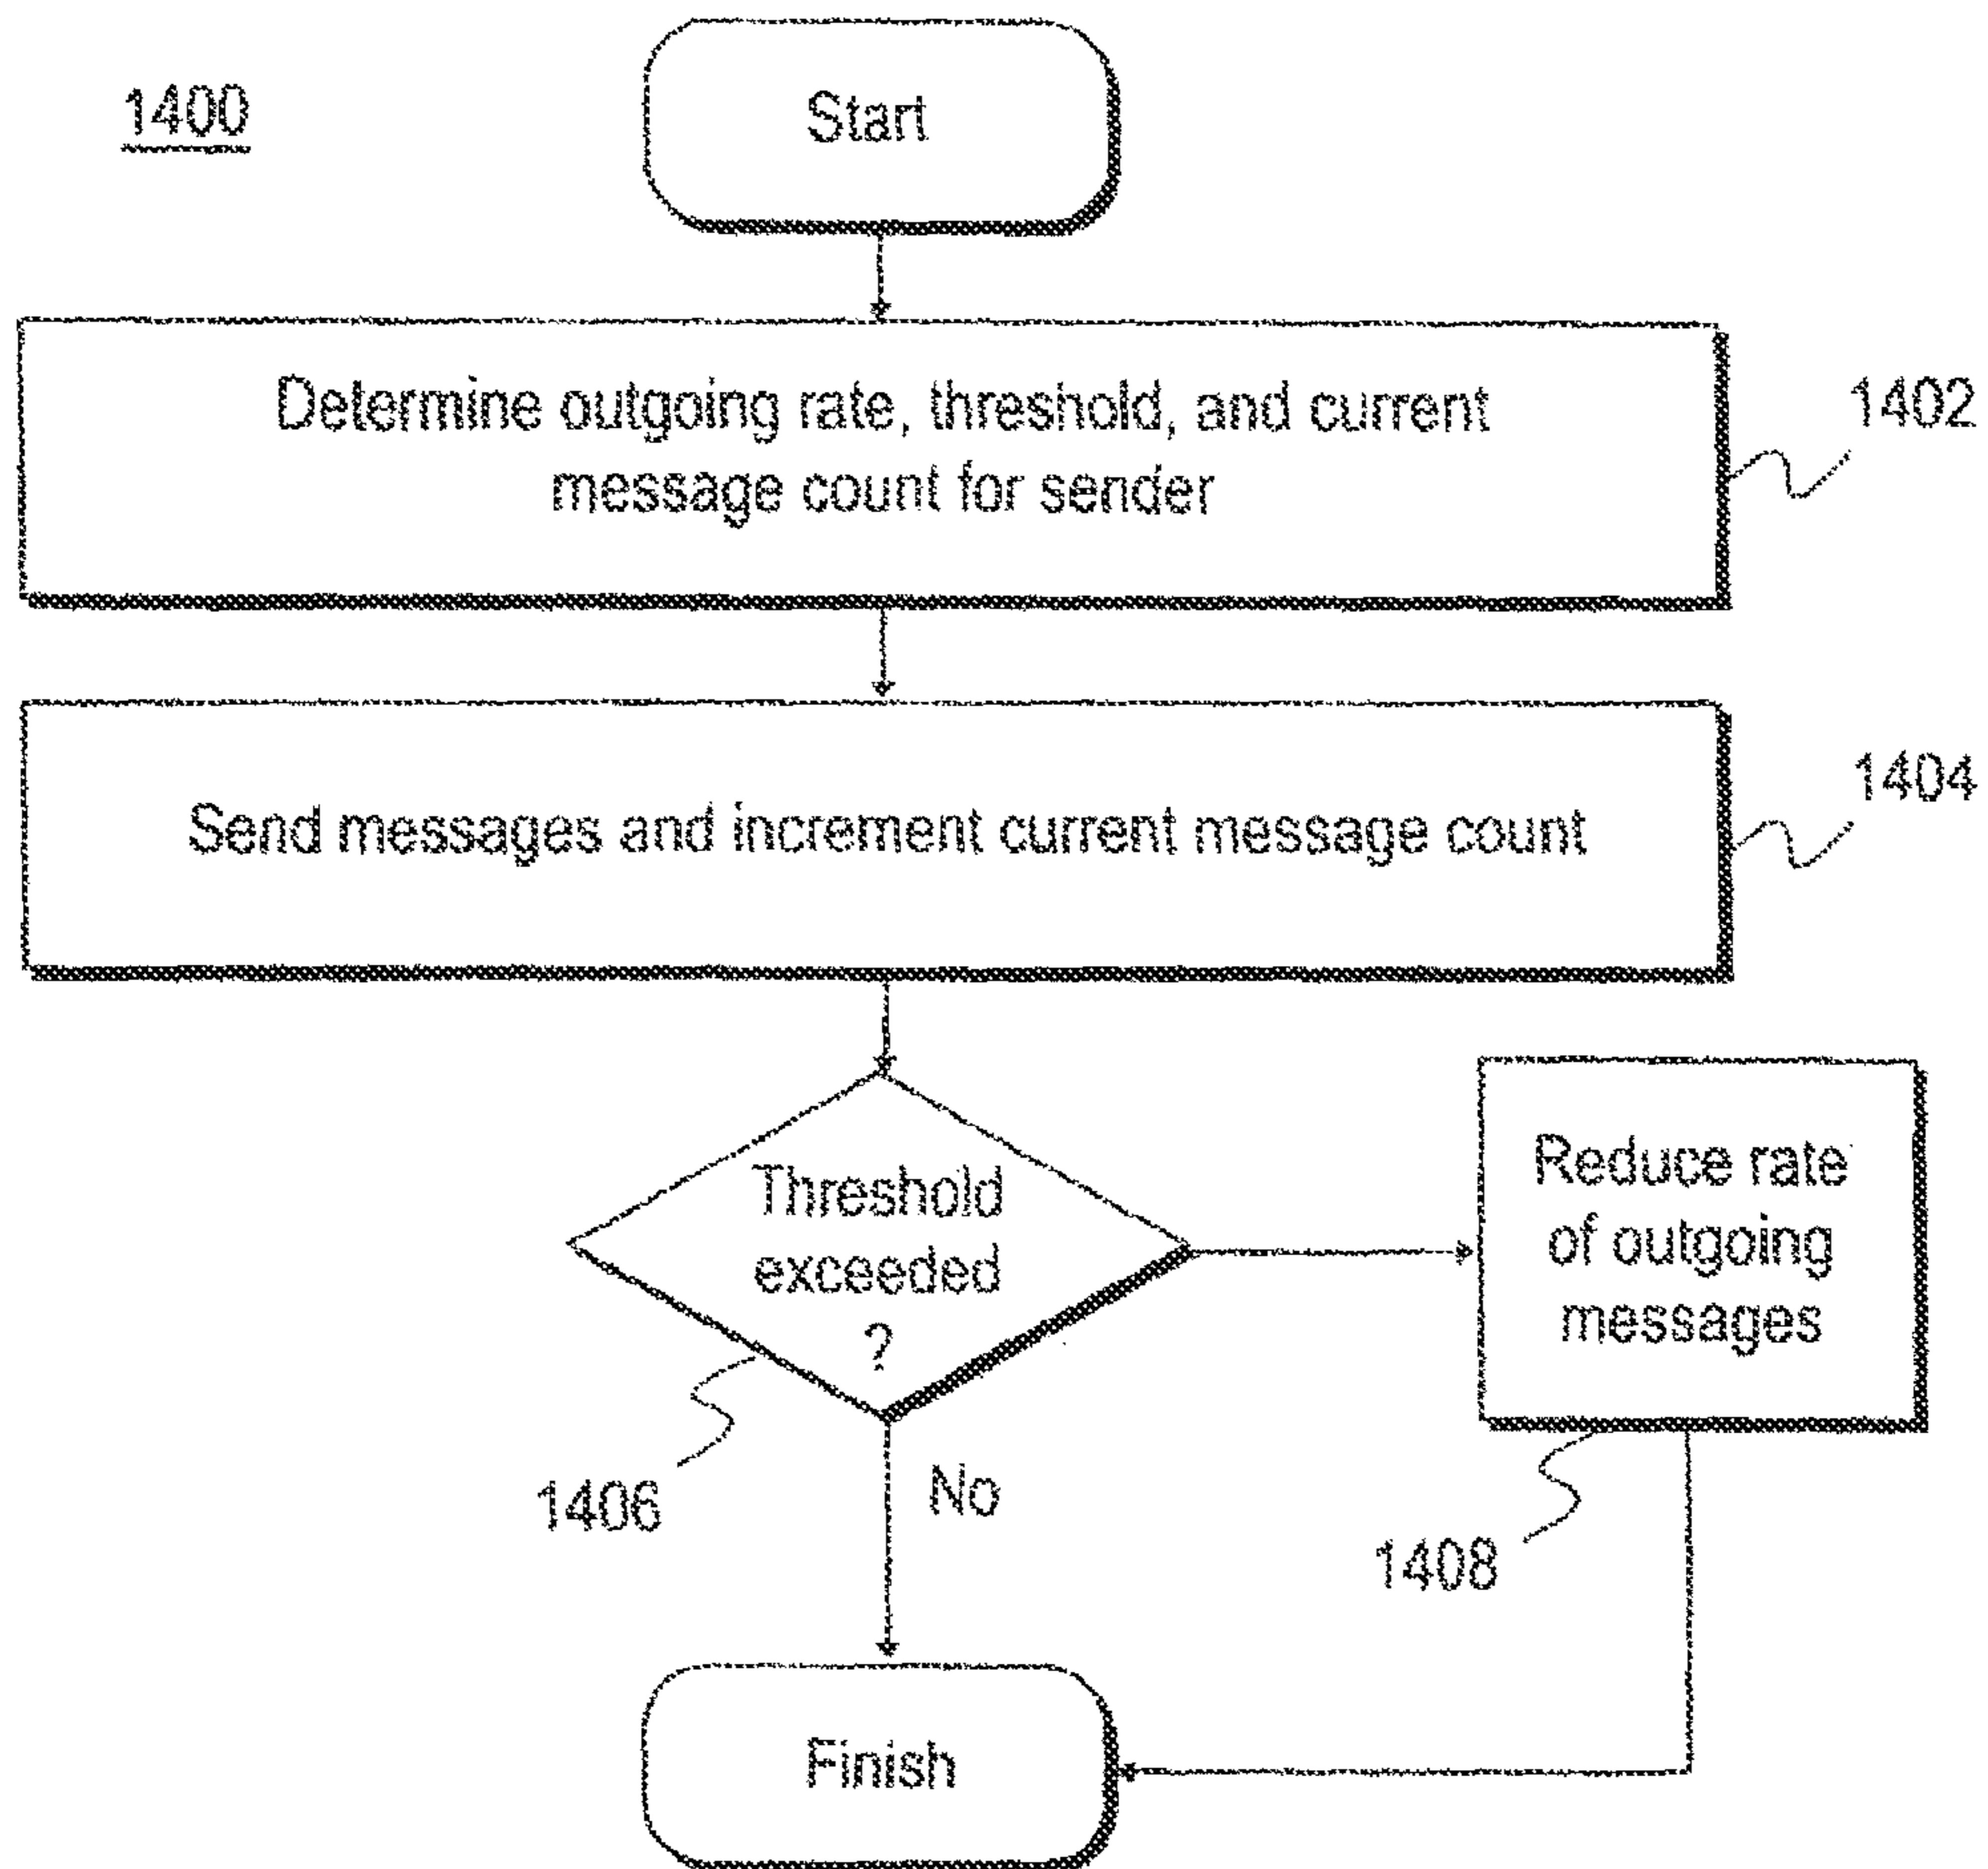 1400
Start
Determine outgoing rate, threshold, and current
message count for sender
1402
Send messages and increment current message count
1404
Threshold
exceeded
?
1406
No
Reduce rate
of outgoing
messages
1408
Finish